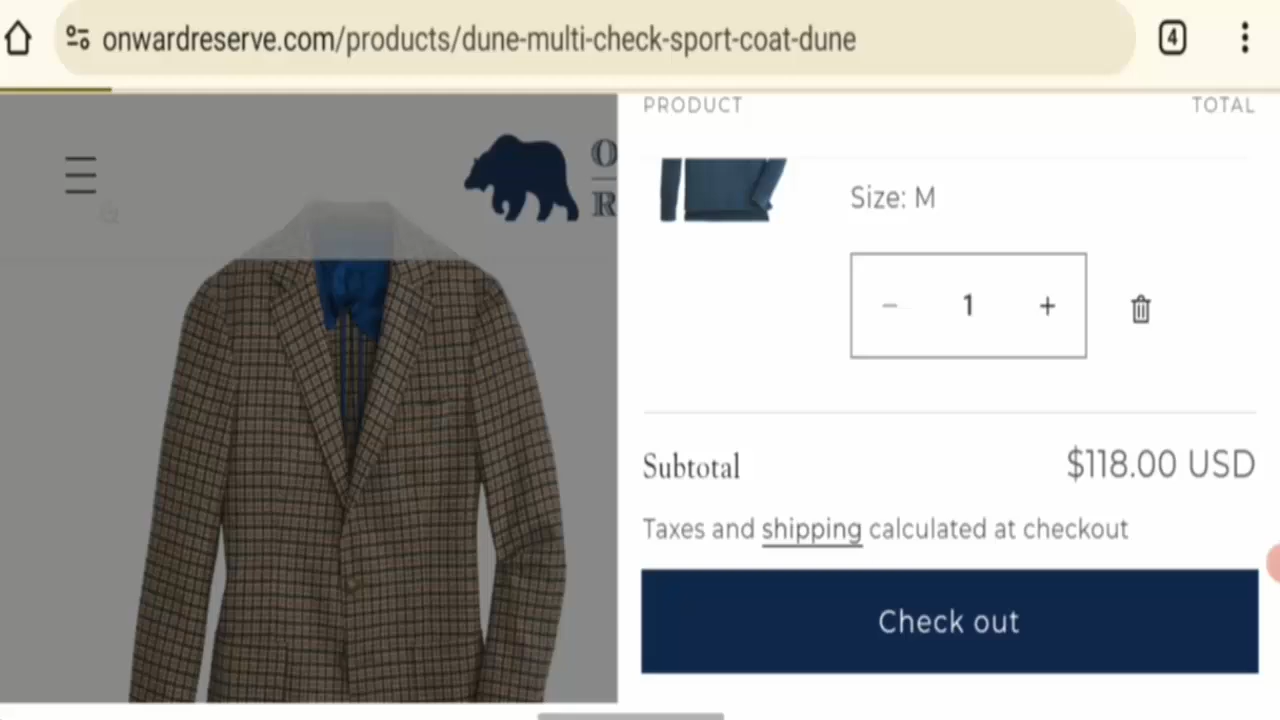 onwardreserve.com/products/dune-multi-check-sport-coat-dune
4
PRODUCT
TOTAL
O
R
Size: M
1
Subtotal
$118.00 USD
Taxes and shipping calculated at checkout
Check out